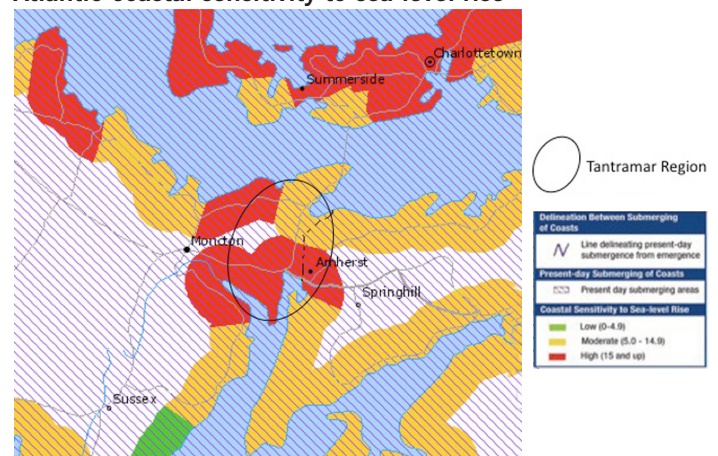 Atlantic coastal sensitivity to sea-level rise
Charlottetown
Summerside
Moncton
Amherst
Springhill
Sussex
Tantramar Region
Delineation Between Submerging
of Coasts
Line delineating present-day
submergence from emergence
Present-day Submerging of Coasts
Present day submerging areas
Coastal Sensitivity to Sea-level Rise
Low (0-4.9)
Moderate (5.0 - 14.9)
High (15 and up)